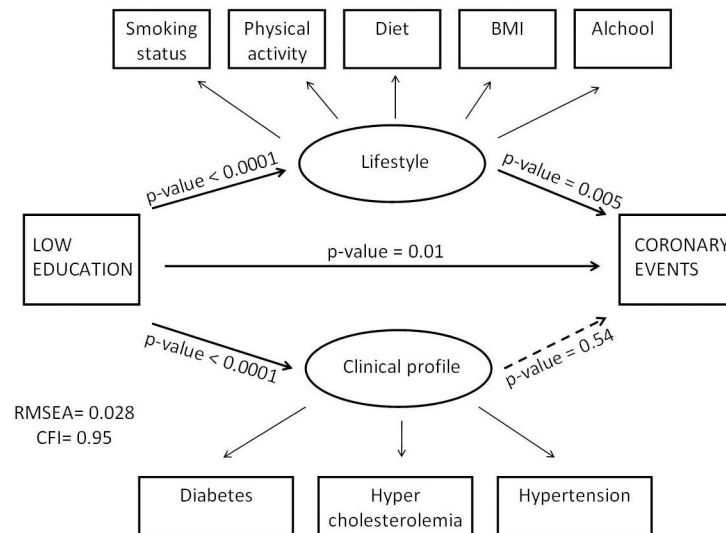 Smoking
status
Physical
activity
Diet
BMI
Alchool
Lifestyle
p-value < 0.0001
p-value = 0.005
LOW
EDUCATION
p-value = 0.01
CORONARY
EVENTS
p-value < 0.0001
Clinical profile
p-value = 0.54
RMSEA= 0.028
CFI= 0.95
Diabetes
Hyper
cholesterolemia
Hypertension